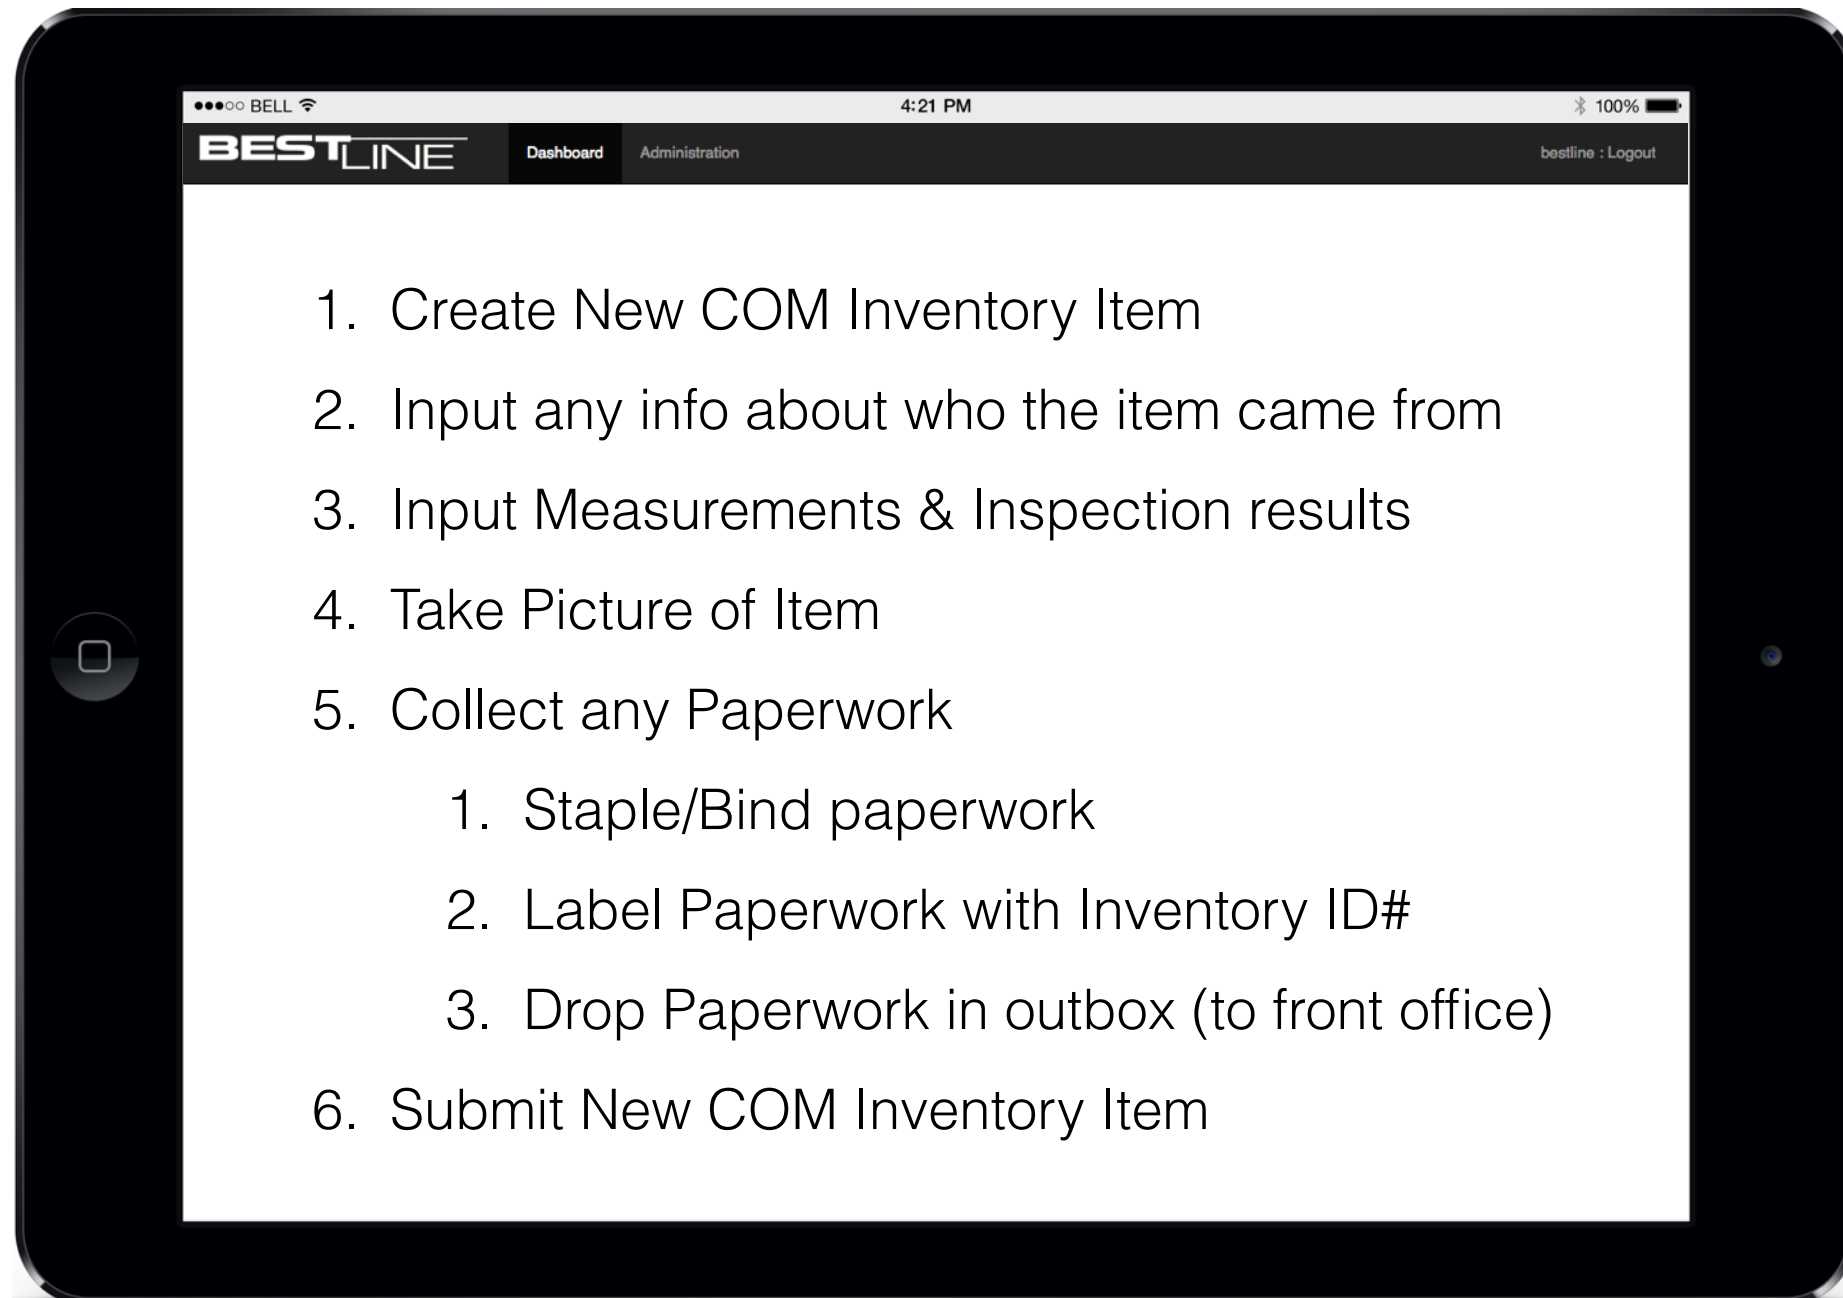 BELL
4:21 PM
100%
BESTLINE
Dashboard
Administration
bestline : Logout
1. Create New COM Inventory Item
2. Input any info about who the item came from
3. Input Measurements & Inspection results
4. Take Picture of Item
5. Collect any Paperwork
1. Staple/Bind paperwork
2. Label Paperwork with Inventory ID#
3. Drop Paperwork in outbox (to front office)
6. Submit New COM Inventory Item